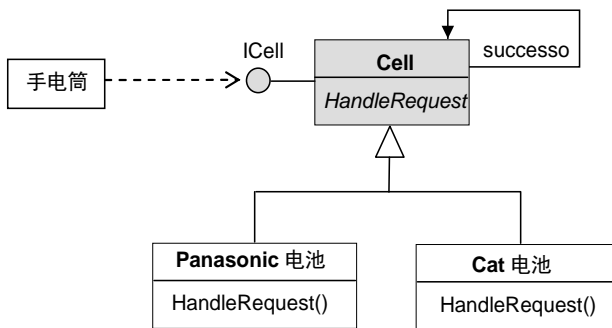 ICell
Cell
successo
手电筒
HandleRequest
Panasonic 电池
HandleRequest()
Cat 电池
HandleRequest()